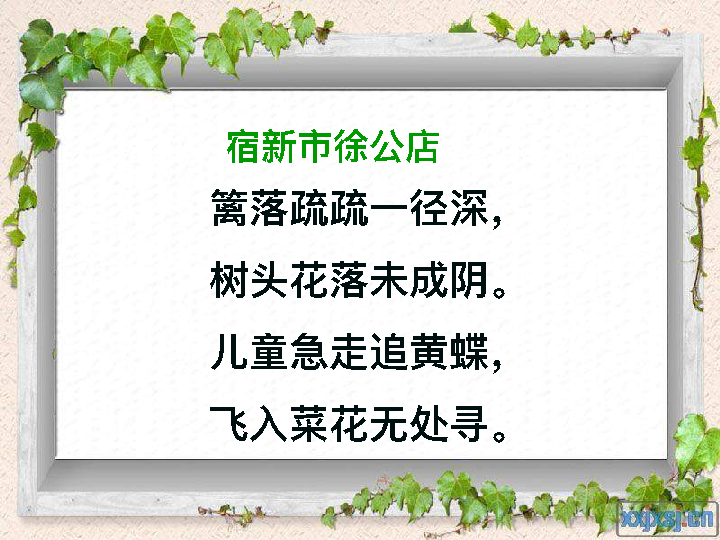 宿新市徐公店
篱落疏疏一径深，
树头花落未成阴。
儿童急走追黄蝶，
飞入菜花无处寻。
xxjxsj.cn